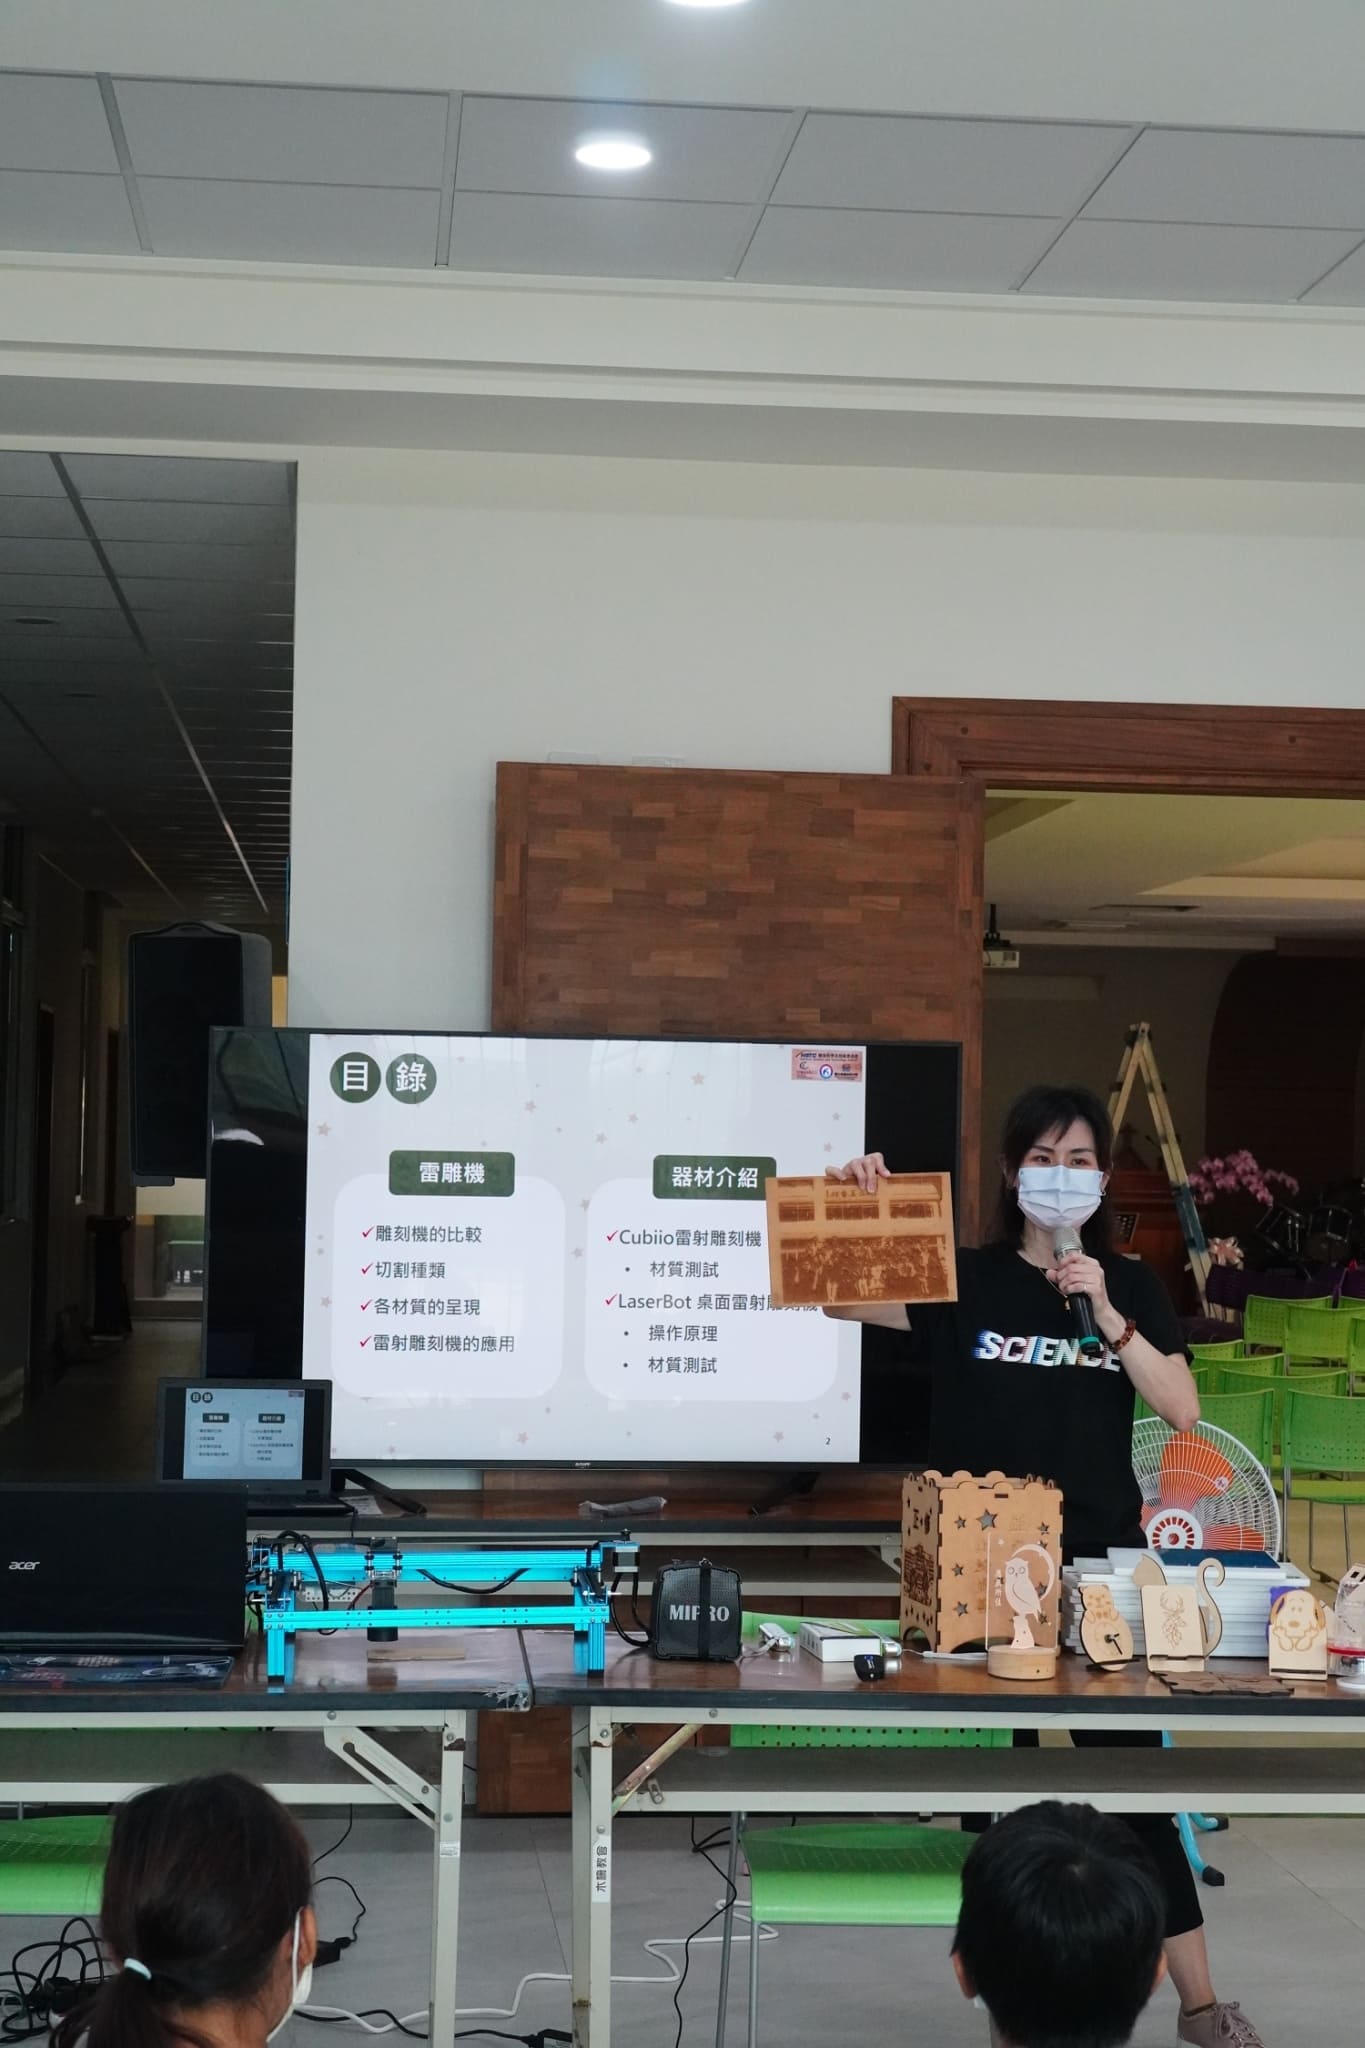 目錄
雷雕機
✓雕刻機的比較
✓切割種類
✓各材質的呈現
✓雷射雕刻機的應用
器材介紹
✓Cubiio雷射雕刻機
• 材質測試
✓LaserBot 桌面雷射雕刻機
• 操作原理
• 材質測試
2
SCIENCE
acer
MIPRO